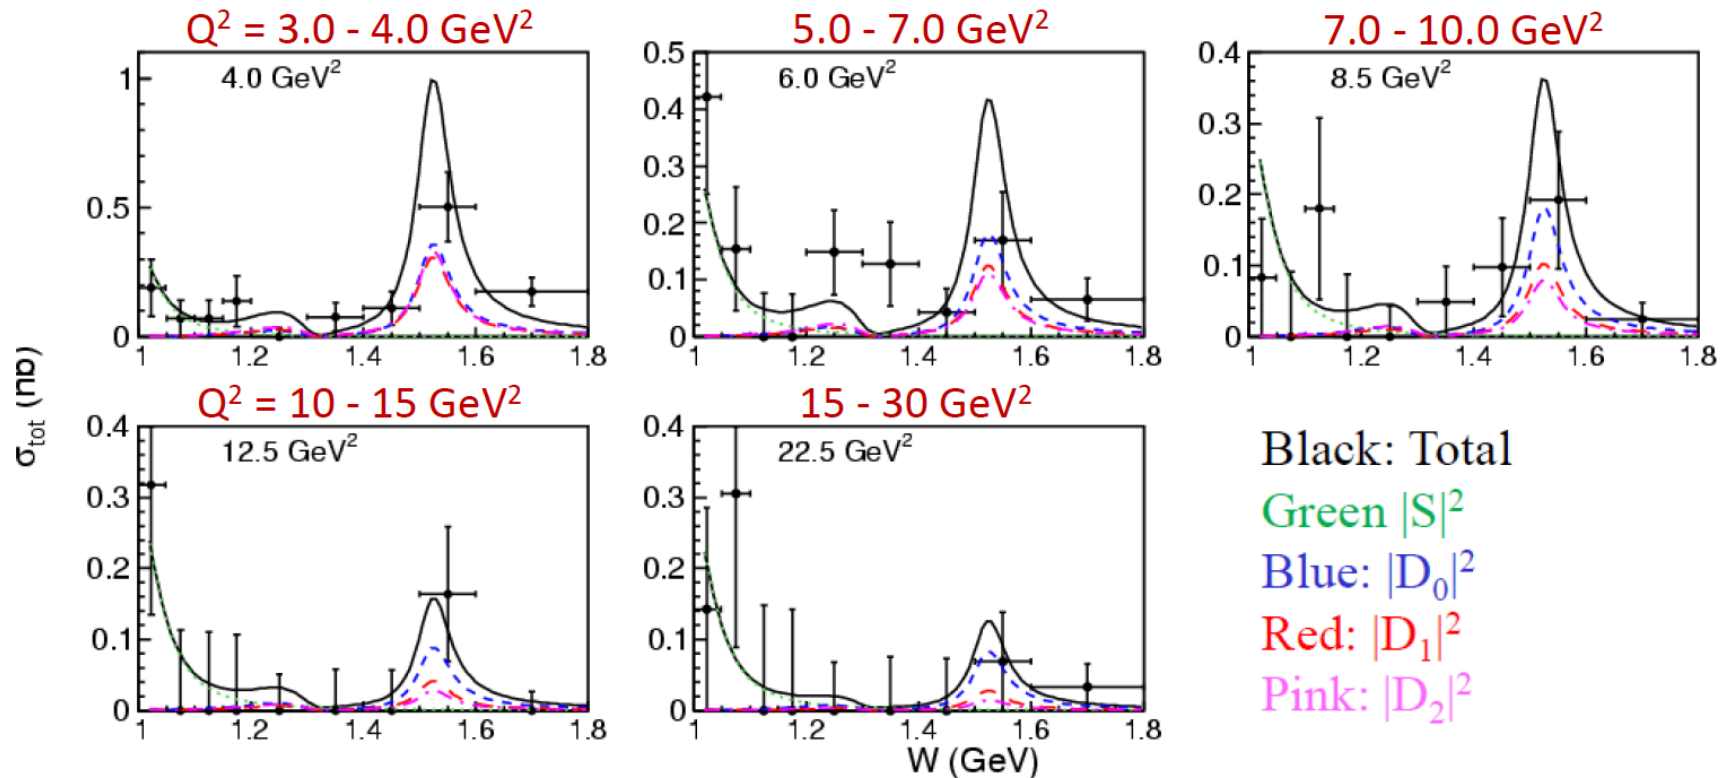 Q² = 3.0 - 4.0 GeV²
5.0 - 7.0 GeV²
7.0 - 10.0 GeV²
4.0 GeV²
6.0 GeV²
8.5 GeV²
1
0.5
0
0.5
0.4
0.3
0.2
0.1
0
0.4
0.3
0.2
0.1
0
1 1.2 1.4 1.6 1.8
1 1.2 1.4 1.6 1.8
1 1.2 1.4 1.6 1.8
σtot (nb)
Q² = 10 - 15 GeV²
15 - 30 GeV²
12.5 GeV²
22.5 GeV²
0.4
0.3
0.2
0.1
0
0.4
0.3
0.2
0.1
0
1 1.2 1.4 1.6 1.8
1 1.2 1.4 1.6 1.8
W (GeV)
Black: Total
Green |S|²
Blue: |D₀|²
Red: |D₁|²
Pink: |D₂|²